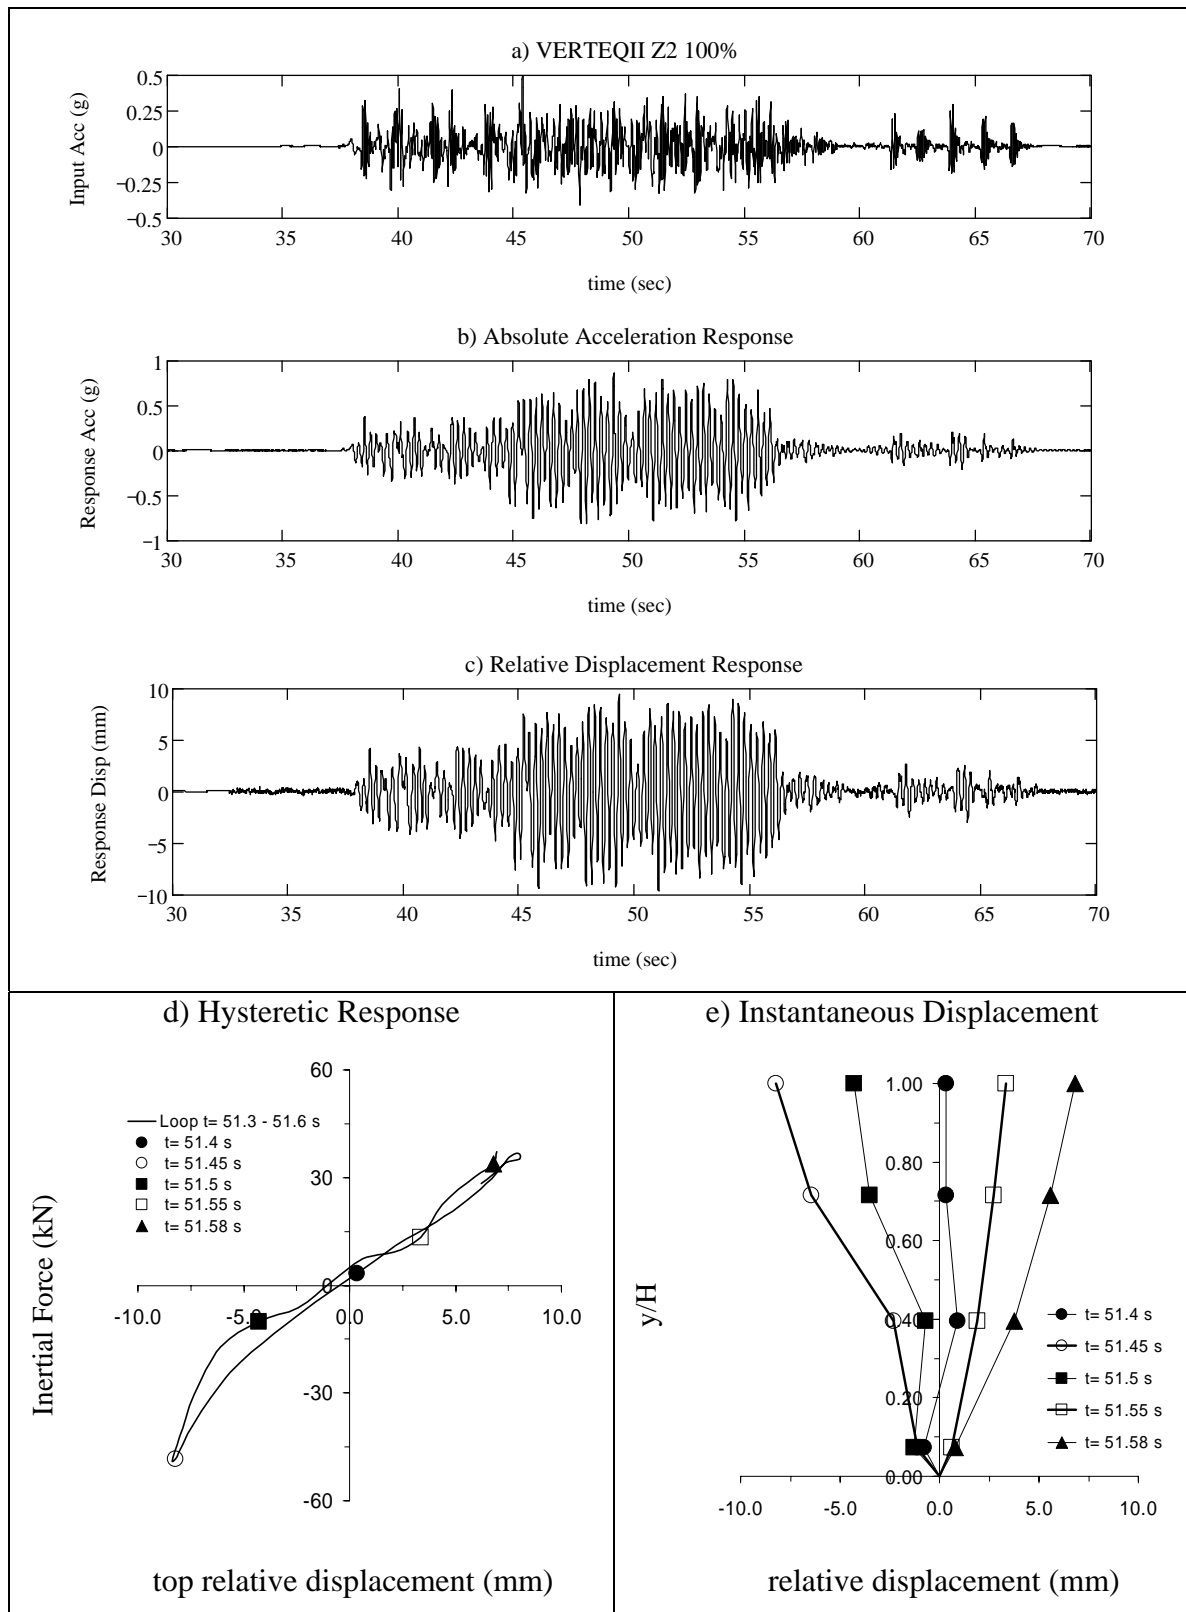 a) VERTEQII Z2 100%
Input Acc (g)
0.5
0.25
0
−0.25
−0.5
30 35 40 45 50 55 60 65 70
time (sec)
b) Absolute Acceleration Response
Response Acc (g)
1
0.5
0
−0.5
−1
30 35 40 45 50 55 60 65 70
time (sec)
c) Relative Displacement Response
Response Disp (mm)
10
5
0
−5
−10
30 35 40 45 50 55 60 65 70
time (sec)
d) Hysteretic Response
Inertial Force (kN)
60
30
0
-30
-60
-10.0 -5.0 0.0 5.0 10.0
Loop t= 51.3 - 51.6 s
t= 51.4 s
t= 51.45 s
t= 51.5 s
t= 51.55 s
t= 51.58 s
top relative displacement (mm)
e) Instantaneous Displacement
y/H
1.00
0.80
0.60
0.40
0.20
0.00
-10.0 -5.0 0.0 5.0 10.0
t= 51.4 s
t= 51.45 s
t= 51.5 s
t= 51.55 s
t= 51.58 s
relative displacement (mm)